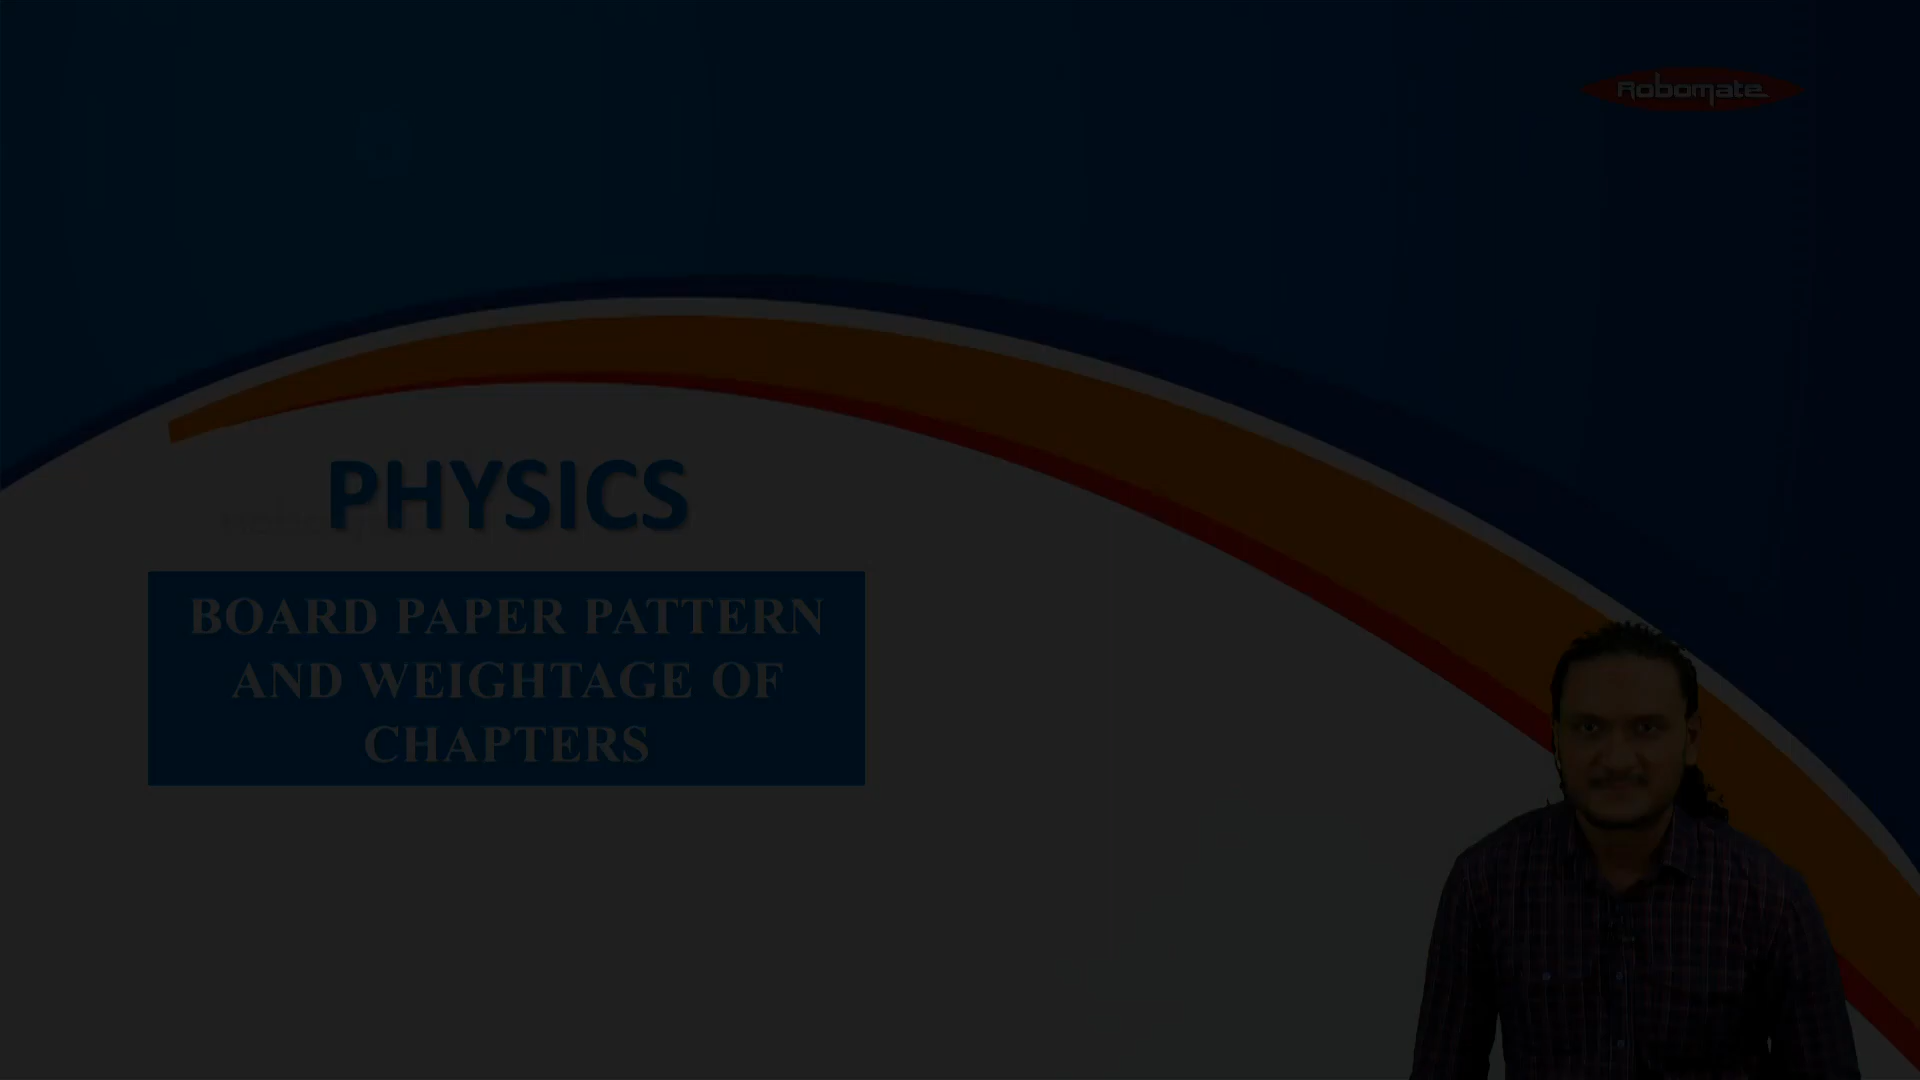 Robomate
PHYSICS
BOARD PAPER PATTERN
AND WEIGHTAGE OF
CHAPTERS